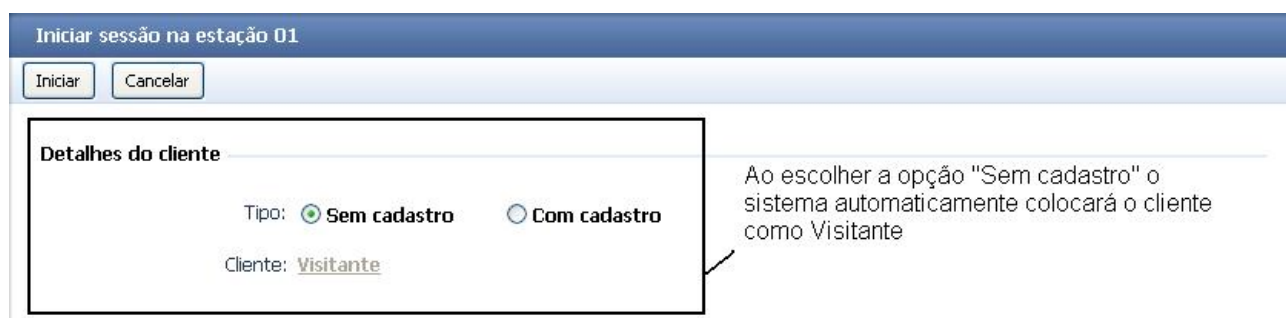 Iniciar sessão na estação 01
Iniciar Cancelar
Detalhes do cliente
Tipo: Sem cadastro Com cadastro
Cliente: Visitante
Ao escolher a opção "Sem cadastro" o
sistema automaticamente colocará o cliente
como Visitante